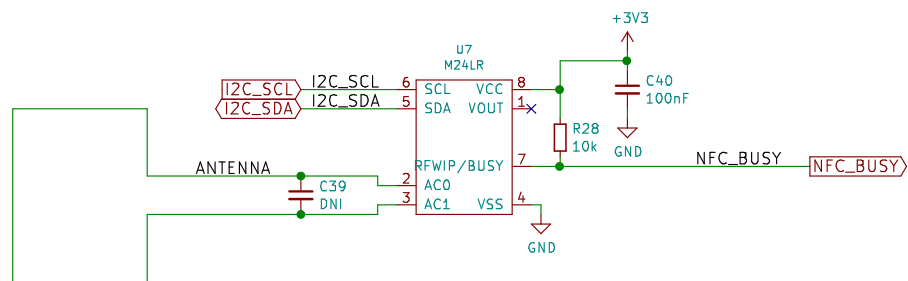 +3V3
U7
M24LR
I2C_SCL I2C_SCL 6 SCL VCC 8
C40
100nF
I2C_SDA I2C_SDA 5 SDA VOUT 1
R28
10k
GND
RFWIP/BUSY 7 NFC_BUSY NFC_BUSY
ANTENNA
C39
DNI
2 AC0
3 AC1 VSS 4
GND